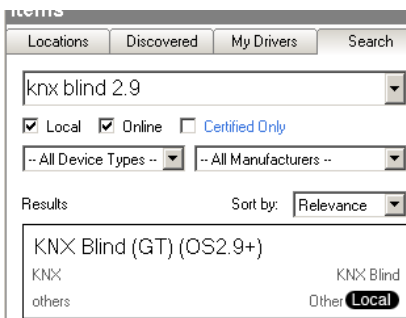 Items
Locations Discovered My Drivers Search
knx blind 2.9
Local Online Certified Only
-- All Device Types -- -- All Manufacturers --
Results Sort by: Relevance
KNX Blind (GT) (OS2.9+)
KNX KNX Blind
others Other Local